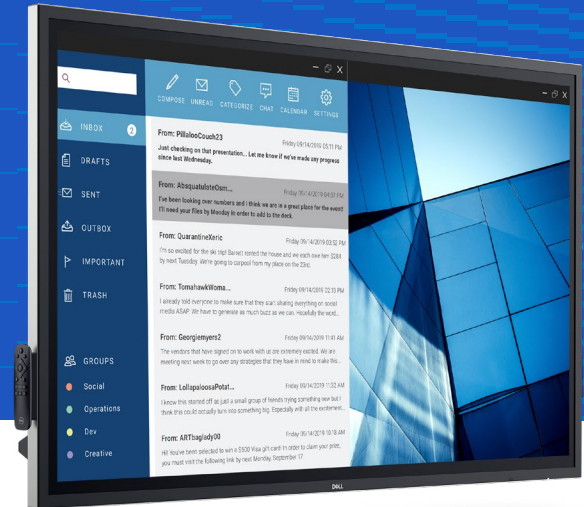 COMPOSE UNREAD CATEGORIZE CHAT CALENDAR SETTINGS
INBOX 2
DRAFTS
SENT
OUTBOX
IMPORTANT
TRASH
GROUPS
Social
Operations
Dev
Creative
From: PillalooCouch23 Friday 09/14/2019 05:11 PM
Just checking on that presentation... Let me know if we've made any progress
since last Wednesday.
From: AbsquatuloteOsm... Friday 09/14/2019 04:07 PM
I've been looking over numbers and I think we are in a great place for the event!
I'll need your files by Monday in order to add to the deck.
From: QuarantineXeric Friday 09/14/2019 03:52 PM
I'm so excited for the ski trip! Barrett rented the house and we each owe him $284
by next Tuesday. We're going to carpool from my place on the 23rd.
From: TomahawkWoma... Friday 09/14/2019 02:13 PM
I already told everyone to make sure that they start sharing everything on social
media ASAP. We have to generate as much buzz as we can. Hopefully the word...
From: Georgiemyers2 Friday 09/14/2019 11:41 AM
The vendors that have signed on to work with us are extremely excited. We are
meeting next week to go over any strategies that they have in mind to make this...
From: LollapaloosaPotat... Friday 09/14/2019 11:32 AM
I know this started off as just a small group of friends trying something new but I
think this could actually turn into something big. Especially with all the excitement...
From: ARTbaglady00 Friday 09/14/2019 10:18 AM
Hi! You've been selected to win a $500 Visa gift card! In order to claim your prize,
you must visit the following link by next Monday, September 17
DELL